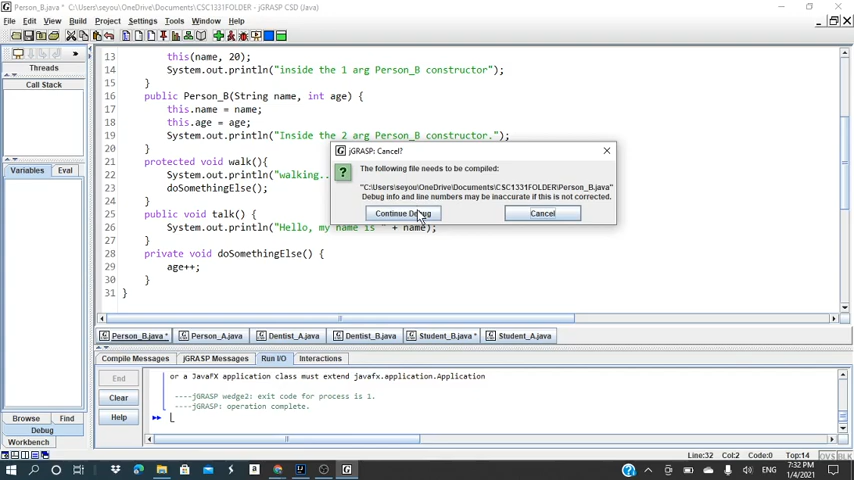 Person_B.java * C:\Users\seyou\OneDrive\Documents\CSC1331FOLDER - jGRASP CSD (Java)
File Edit View Build Project Settings Tools Window Help
Threads
Call Stack
Variables Eval
13 this(name, 20);
14 System.out.println("inside the 1 arg Person_B constructor");
15 }
16 public Person_B(String name, int age) {
17 this.name = name;
18 this.age = age;
19 System.out.println("Inside the 2 arg Person_B constructor.");
20 }
21 protected void walk(){
22 System.out.println("walking..
23 doSomethingElse();
24 }
25 public void talk() {
26 System.out.println("Hello, my name is " + name);
27 }
28 private void doSomethingElse() {
29 age++;
30 }
31 }
jGRASP: Cancel?
The following file needs to be compiled:
"C:\Users\seyou\OneDrive\Documents\CSC1331FOLDER\Person_B.java"
Debug info and line numbers may be inaccurate if this is not corrected.
Continue Debug Cancel
Person_B.java * Person_A.java Dentist_A.java Dentist_B.java Student_B.java * Student_A.java
Compile Messages jGRASP Messages Run I/O Interactions
End
Clear
Help
or a JavaFX application class must extend javafx.application.Application
----jGRASP wedge2: exit code for process is 1.
----jGRASP: operation complete.
Browse Find
Debug
Workbench
Line:32 Col:2 Code:0 Top:14 OVS BLK
ENG
7:32 PM
1/4/2021